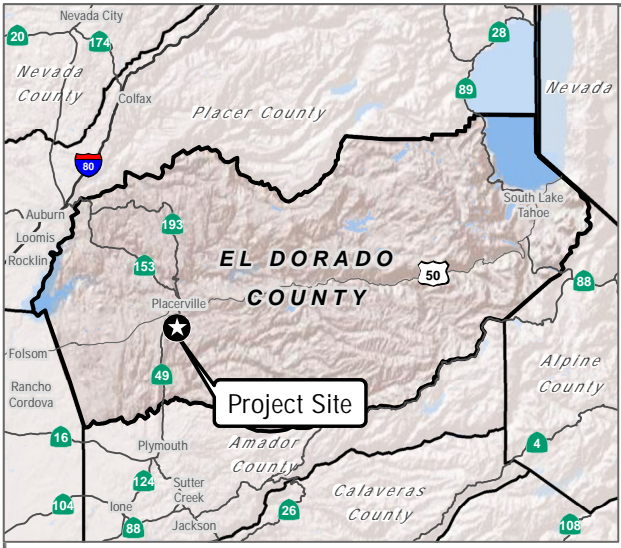 Nevada City
20
174
28
Nevada
County
Colfax
Placer County
89
Nevada
80
Auburn
Loomis
Rocklin
193
South Lake
Tahoe
153
EL DORADO
COUNTY
50
88
Placerville
Folsom
49
Alpine
County
Rancho
Cordova
Project Site
16
Plymouth
Amador
County
4
124
Sutter
Creek
104
Ione
Calaveras
County
26
88
Jackson
108